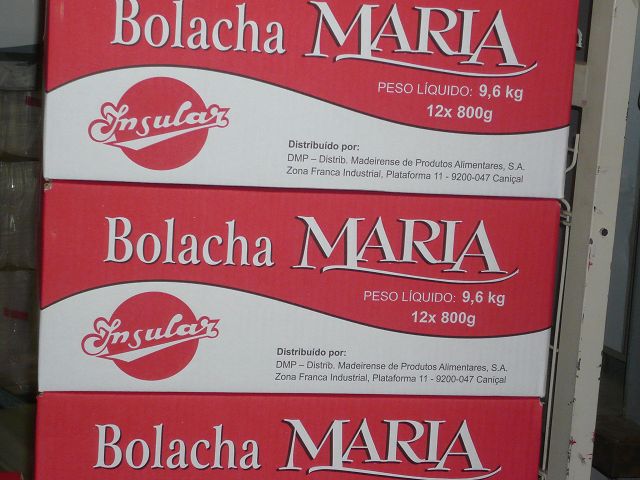 Bolacha MARIA
PESO LÍQUIDO: 9,6 kg
12x 800g
Insular
Distribuído por:
DMP – Distrib. Madeirense de Produtos Alimentares, S.A.
Zona Franca Industrial, Plataforma 11 - 9200-047 Caniçal
Bolacha MARIA
PESO LÍQUIDO: 9,6 kg
12x 800g
Insular
Distribuído por:
DMP – Distrib. Madeirense de Produtos Alimentares, S.A.
Zona Franca Industrial, Plataforma 11 - 9200-047 Caniçal
Bolacha MARIA